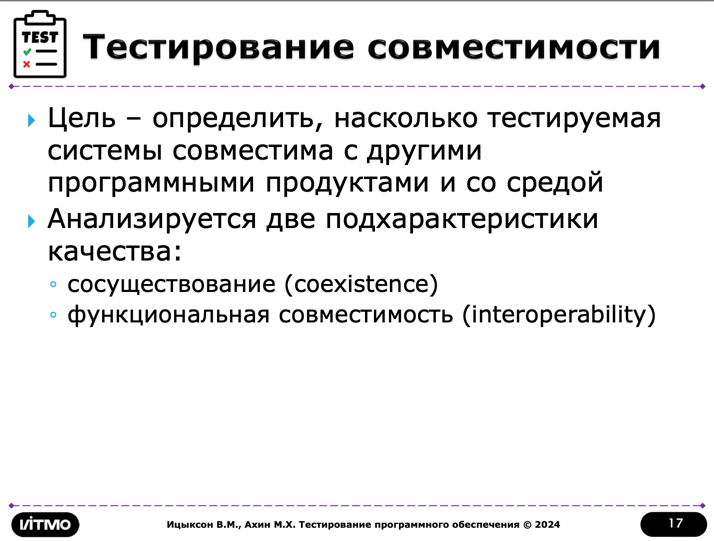 TEST
Тестирование совместимости
Цель – определить, насколько тестируемая
системы совместима с другими
программными продуктами и со средой
Анализируется две подхарактеристики
качества:
сосуществование (coexistence)
функциональная совместимость (interoperability)
ИTMO
Ицыксон В.М., Ахин М.Х. Тестирование программного обеспечения © 2024
17